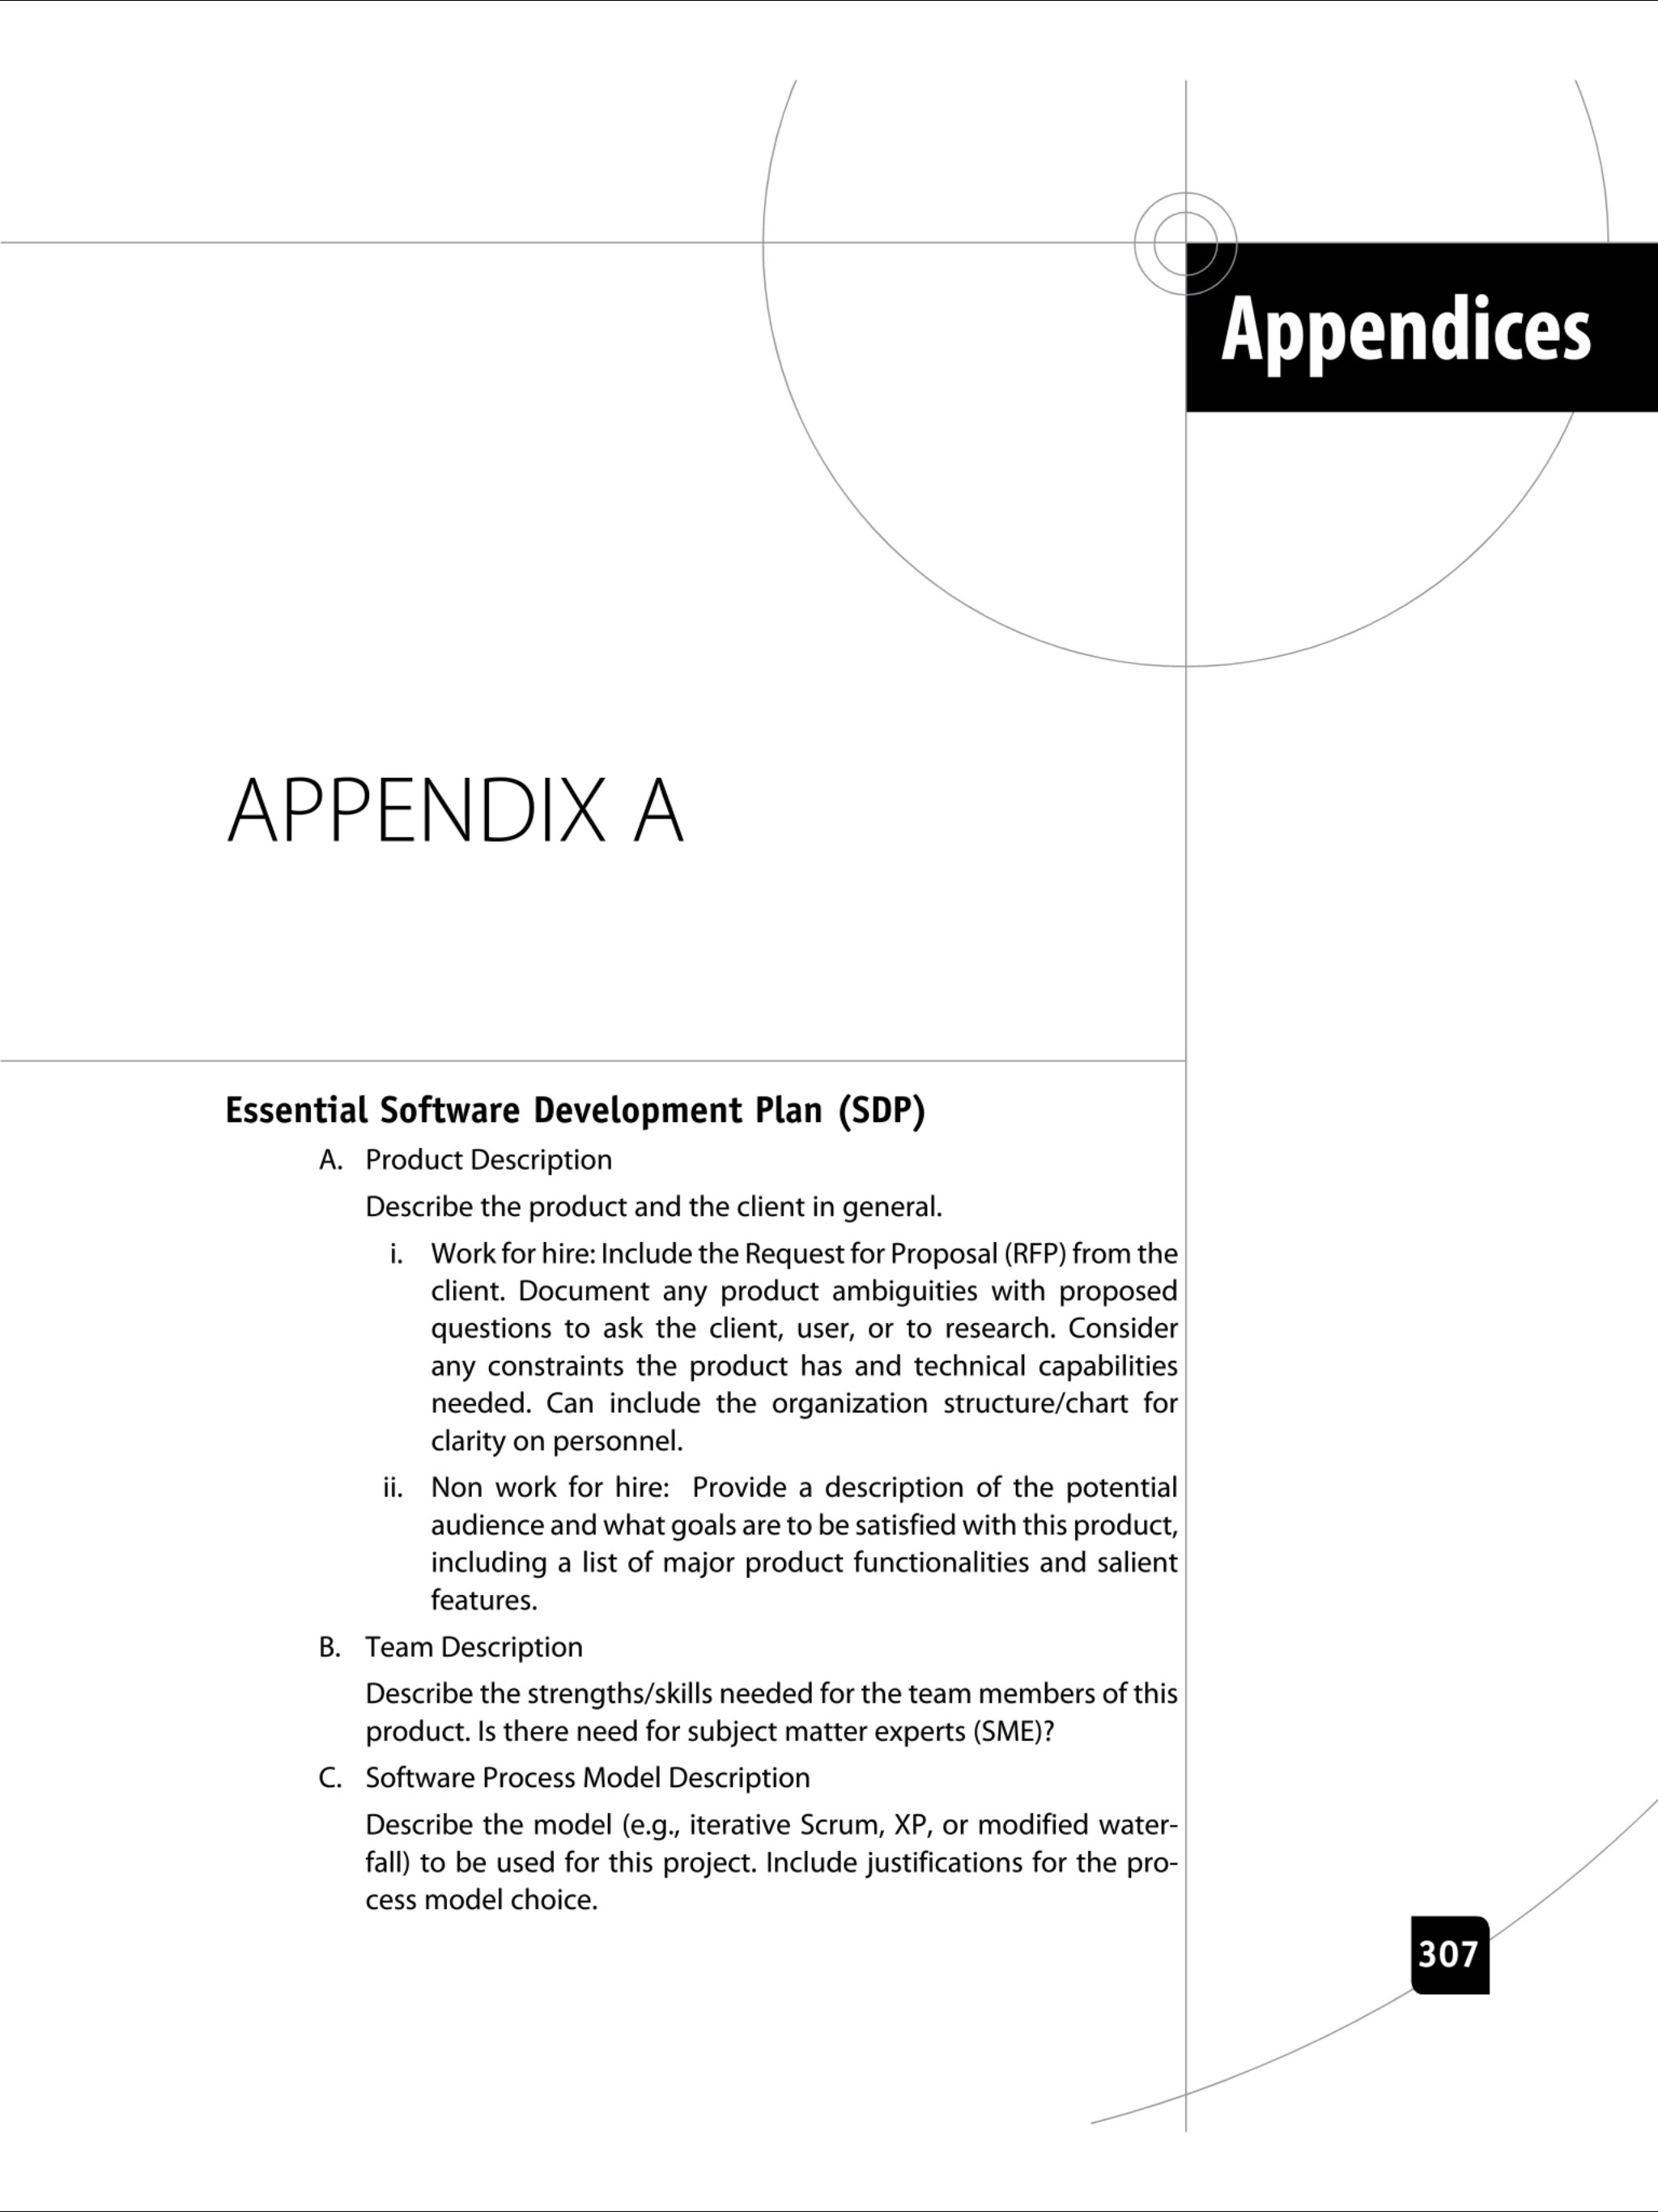 Appendices
APPENDIX A
Essential Software Development Plan (SDP)
A. Product Description
Describe the product and the client in general.
i. Work for hire: Include the Request for Proposal (RFP) from the
client. Document any product ambiguities with proposed
questions to ask the client, user, or to research. Consider
any constraints the product has and technical capabilities
needed. Can include the organization structure/chart for
clarity on personnel.
ii. Non work for hire: Provide a description of the potential
audience and what goals are to be satisfied with this product,
including a list of major product functionalities and salient
features.
B. Team Description
Describe the strengths/skills needed for the team members of this
product. Is there need for subject matter experts (SME)?
C. Software Process Model Description
Describe the model (e.g., iterative Scrum, XP, or modified water-
fall) to be used for this project. Include justifications for the pro-
cess model choice.
307